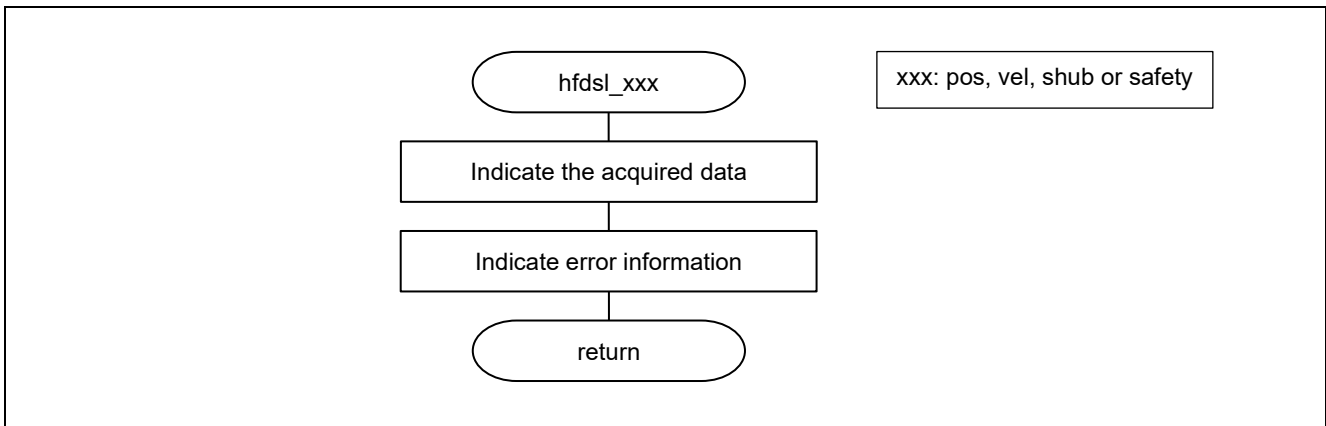 hfdsl_xxx
xxx: pos, vel, shub or safety
Indicate the acquired data
Indicate error information
return